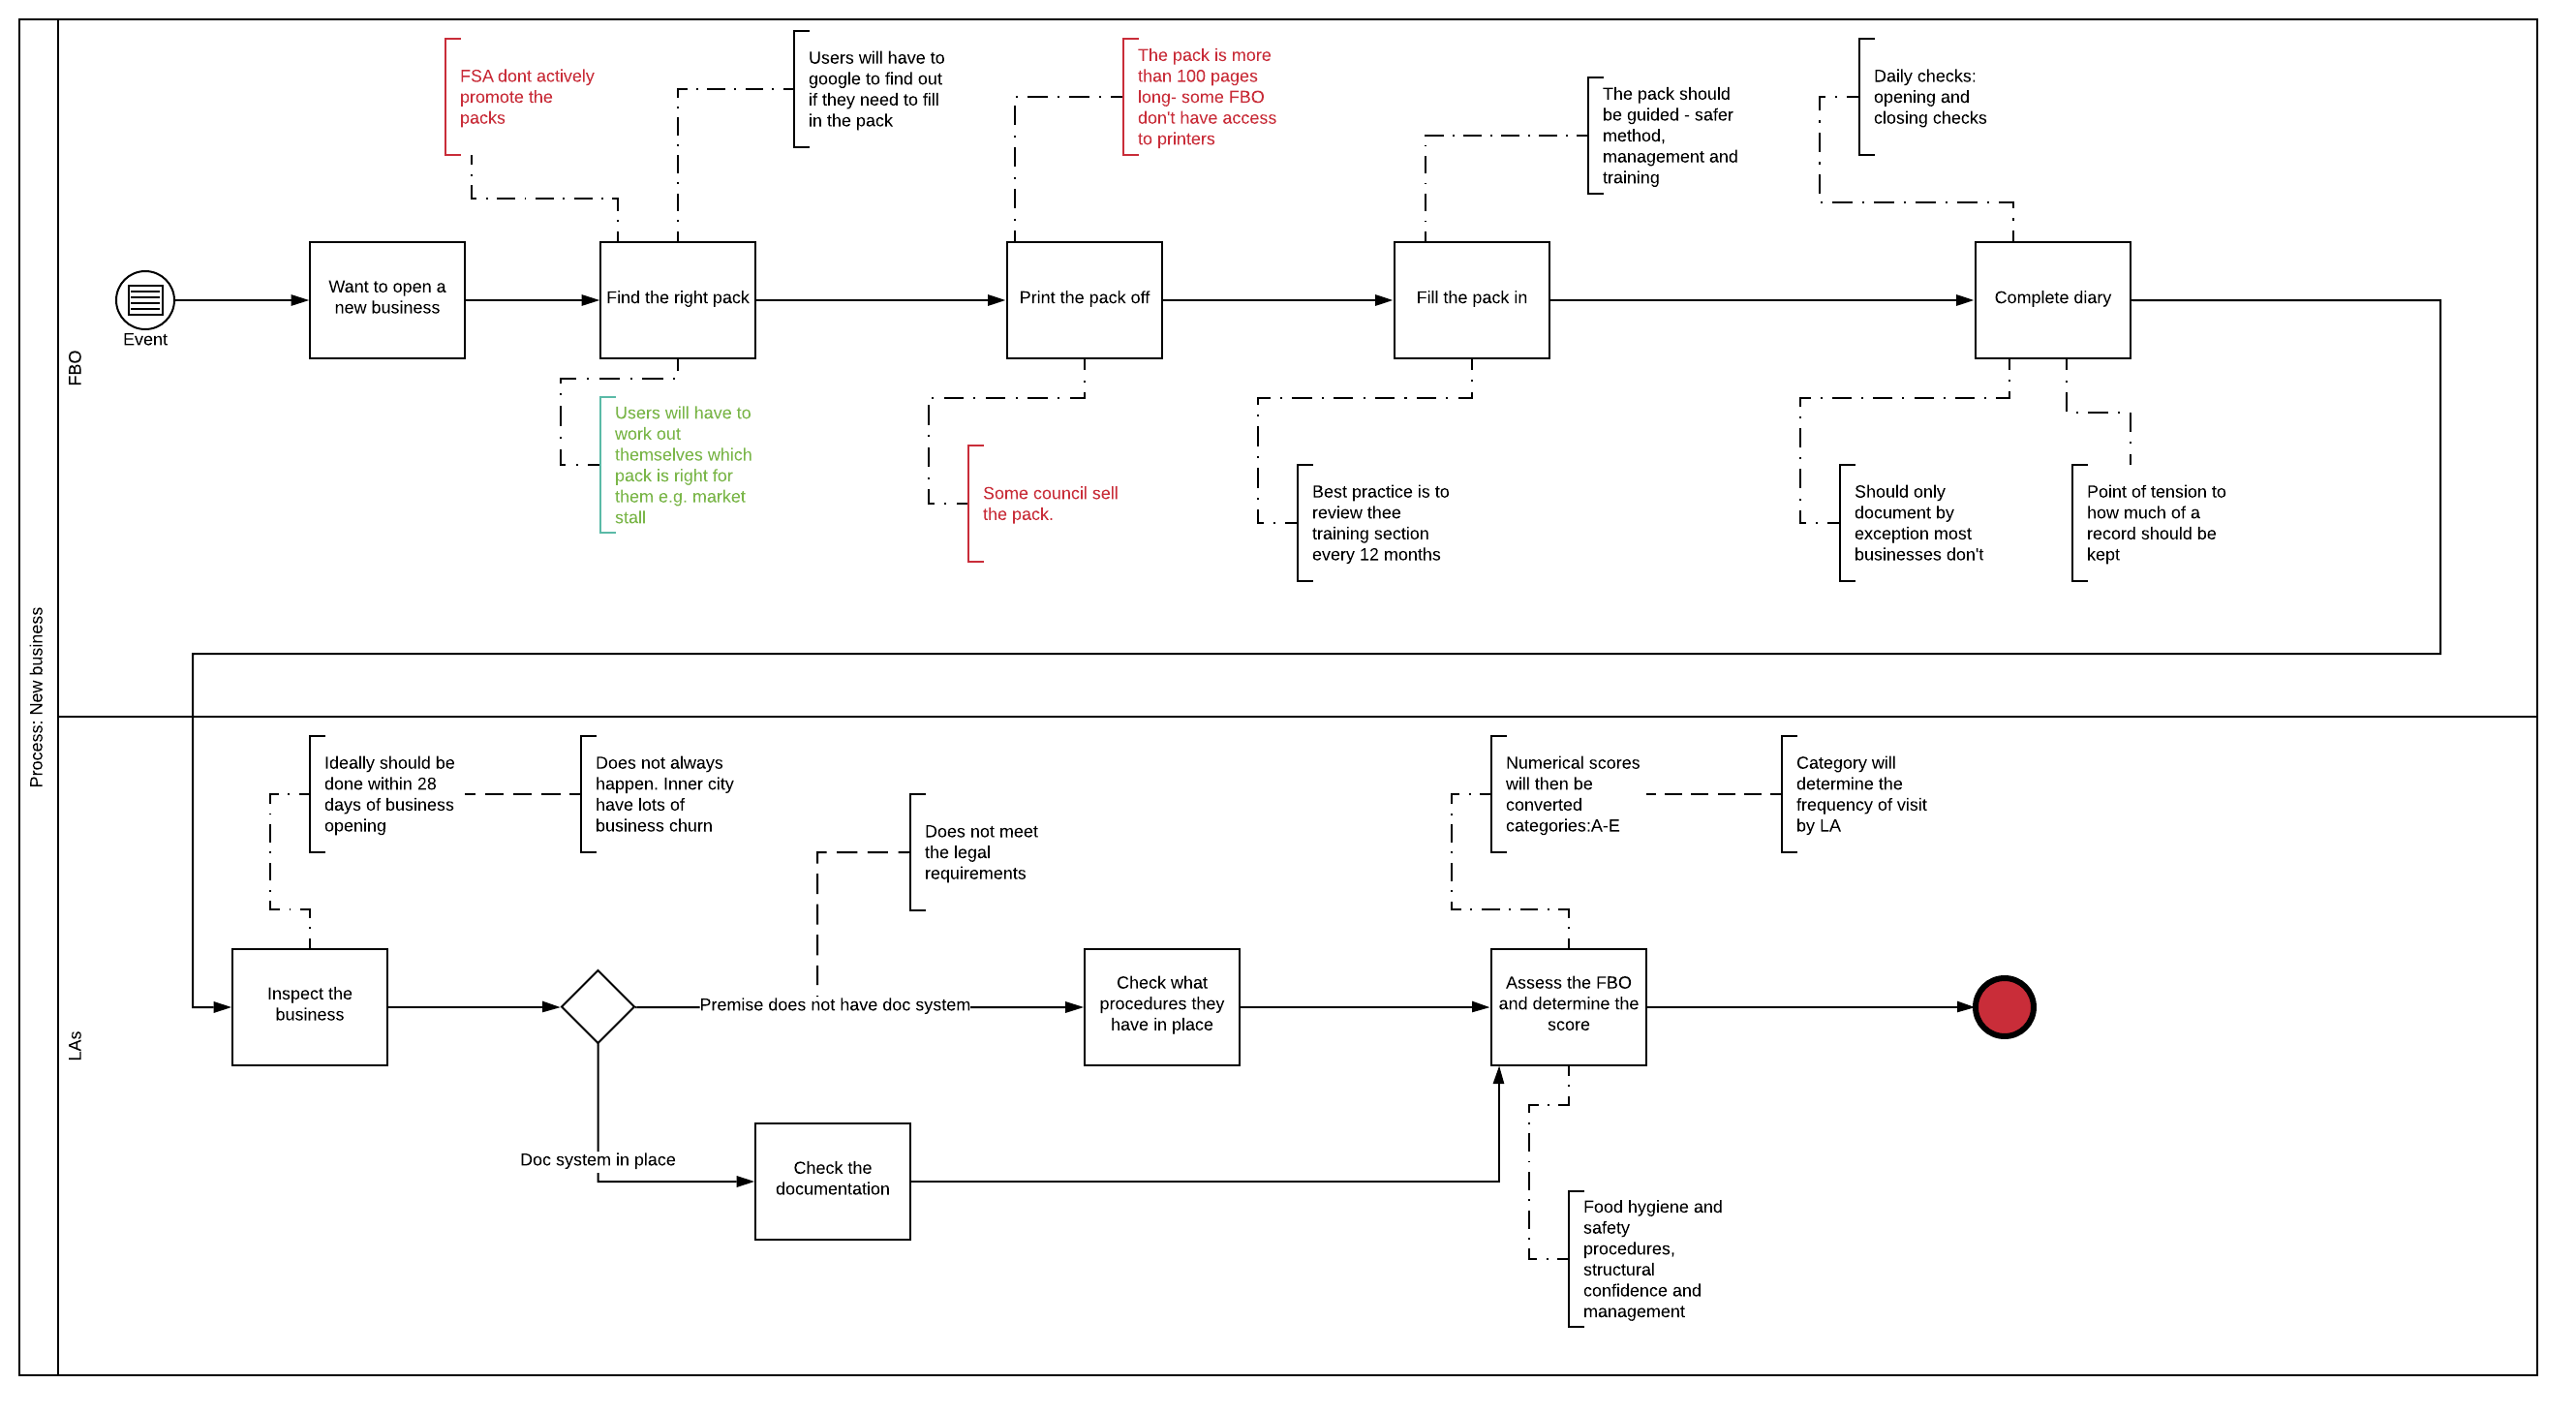 Process: New business
FBO
FSA dont actively
promote the
packs
Users will have to
google to find out
if they need to fill
in the pack
The pack is more
than 100 pages
long- some FBO
don't have access
to printers
The pack should
be guided - safer
method,
management and
training
Daily checks:
opening and
closing checks
Event
Want to open a
new business
Find the right pack
Print the pack off
Fill the pack in
Complete diary
Users will have to
work out
themselves which
pack is right for
them e.g. market
stall
Some council sell
the pack.
Best practice is to
review thee
training section
every 12 months
Should only
document by
exception most
businesses don't
Point of tension to
how much of a
record should be
kept
LAs
Ideally should be
done within 28
days of business
opening
Does not always
happen. Inner city
have lots of
business churn
Does not meet
the legal
requirements
Numerical scores
will then be
converted
categories:A-E
Category will
determine the
frequency of visit
by LA
Inspect the
business
Premise does not have doc system
Check what
procedures they
have in place
Assess the FBO
and determine the
score
Doc system in place
Check the
documentation
Food hygiene and
safety
procedures,
structural
confidence and
management